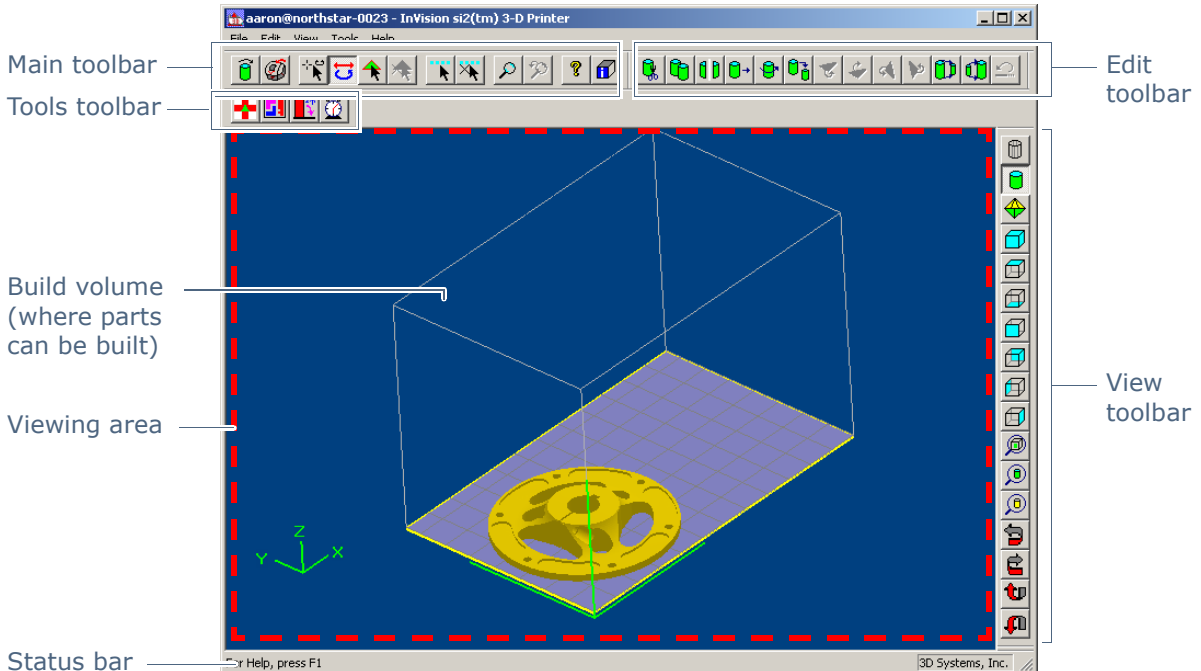 aaron@northstar-0023 - InVision si2(tm) 3-D Printer
File Edit View Tools Help
Main toolbar
Edit
toolbar
Tools toolbar
Build volume
(where parts
can be built)
View
toolbar
Viewing area
Z
Y
X
Status bar
For Help, press F1
3D Systems, Inc.